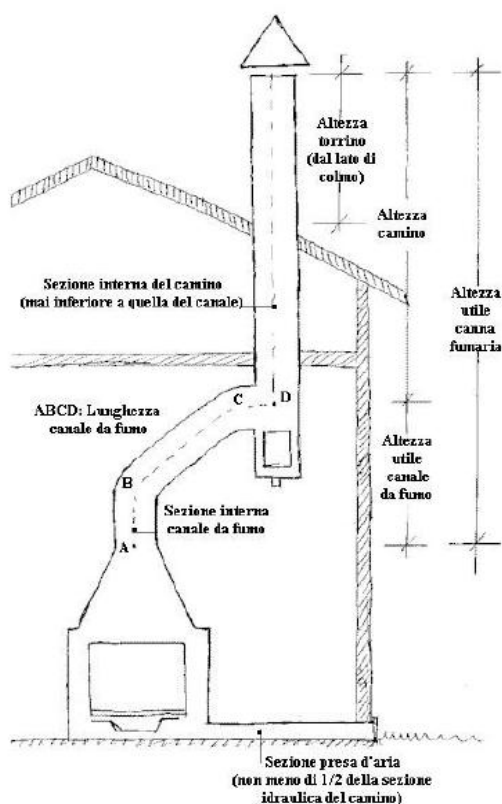 Altezza
torrino
(dal lato di
colmo)
Altezza
camino
Sezione interna del camino
(mai inferiore a quella del canale)
Altezza
utile
canna
fumaria
C
D
ABCD: Lunghezza
canale da fumo
Altezza
utile
canale
da fumo
B
Sezione interna
canale da fumo
A
Sezione presa d'aria
(non meno di 1/2 della sezione
idraulica del camino)